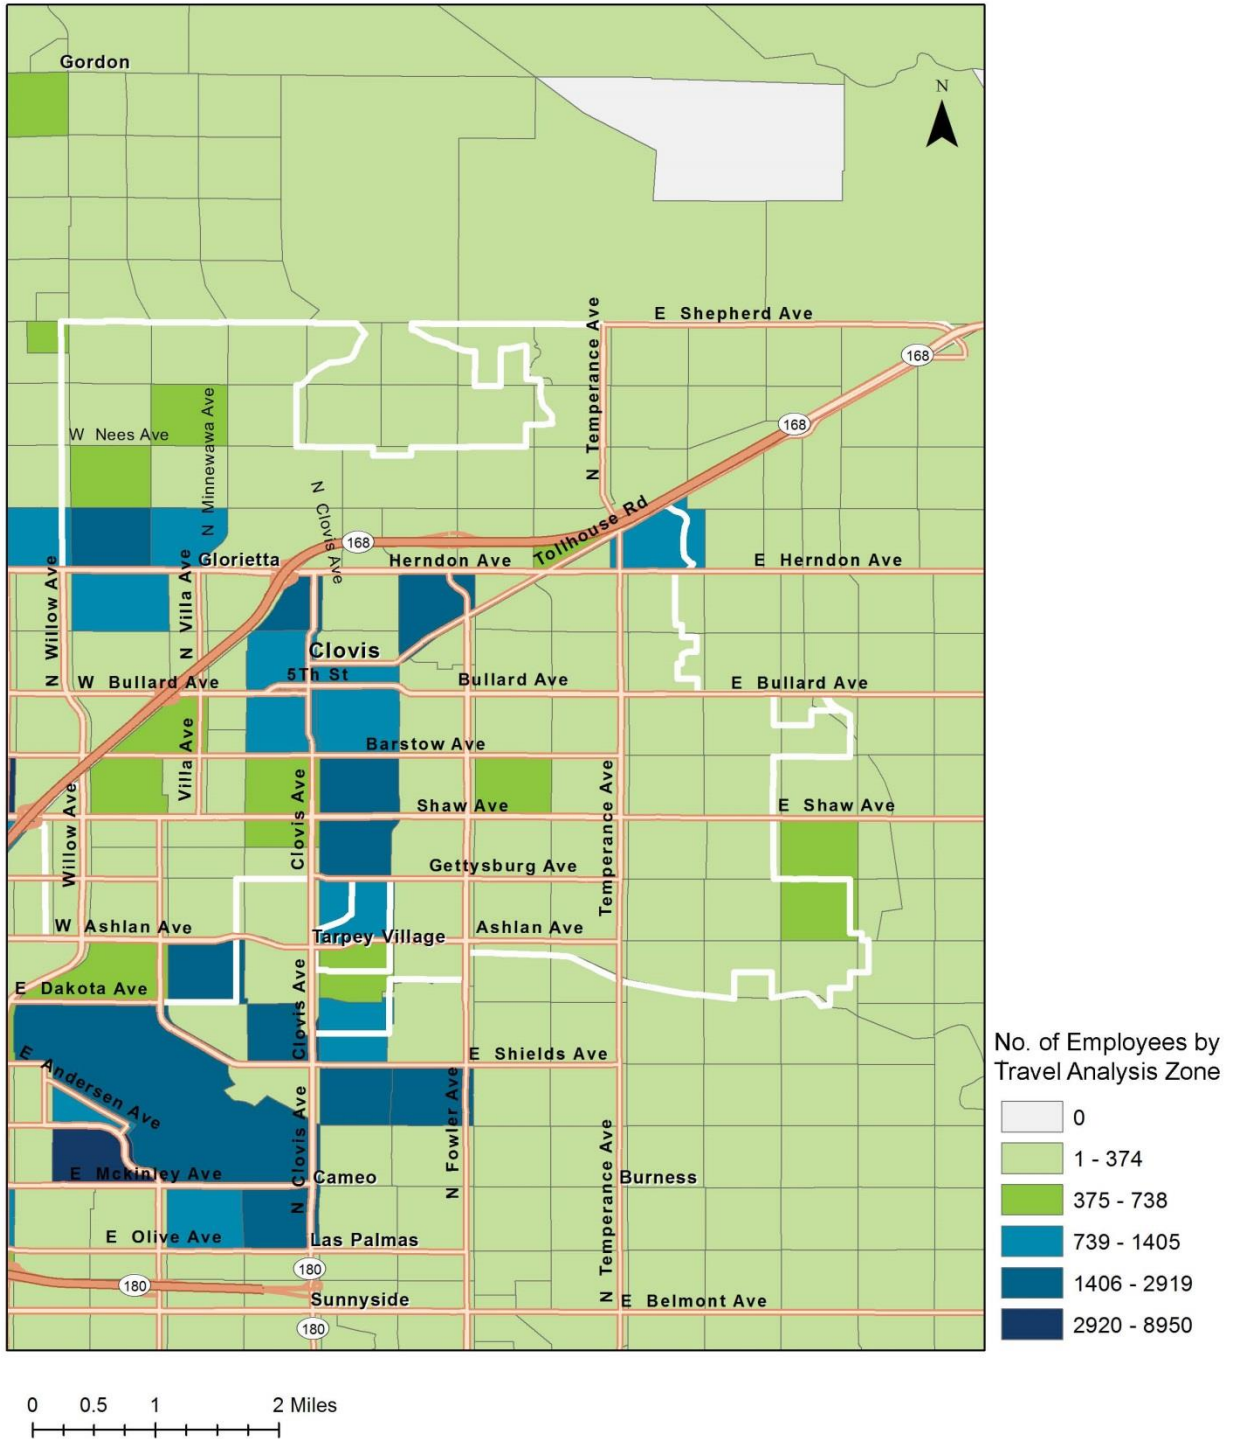 Gordon
N
E Shepherd Ave
N Temperance Ave
168
168
W Nees Ave
N Minnewawa Ave
N Clovis Ave
Tollhouse Rd
168
Glorietta
Herndon Ave
E Herndon Ave
N Willow Ave
N Villa Ave
Clovis
5Th St
W Bullard Ave
Bullard Ave
E Bullard Ave
Villa Ave
Barstow Ave
Willow Ave
Clovis Ave
Temperance Ave
Shaw Ave
E Shaw Ave
Gettysburg Ave
W Ashlan Ave
Ashlan Ave
Tarpey Village
E Dakota Ave
Clovis Ave
E Shields Ave
E Andersen Ave
N Clovis Ave
N Fowler Ave
N Temperance Ave
E Mckinley Ave
Cameo
Burness
E Olive Ave
Las Palmas
180
180
Sunnyside
E Belmont Ave
180
No. of Employees by
Travel Analysis Zone
0
1 - 374
375 - 738
739 - 1405
1406 - 2919
2920 - 8950
0 0.5 1 2 Miles